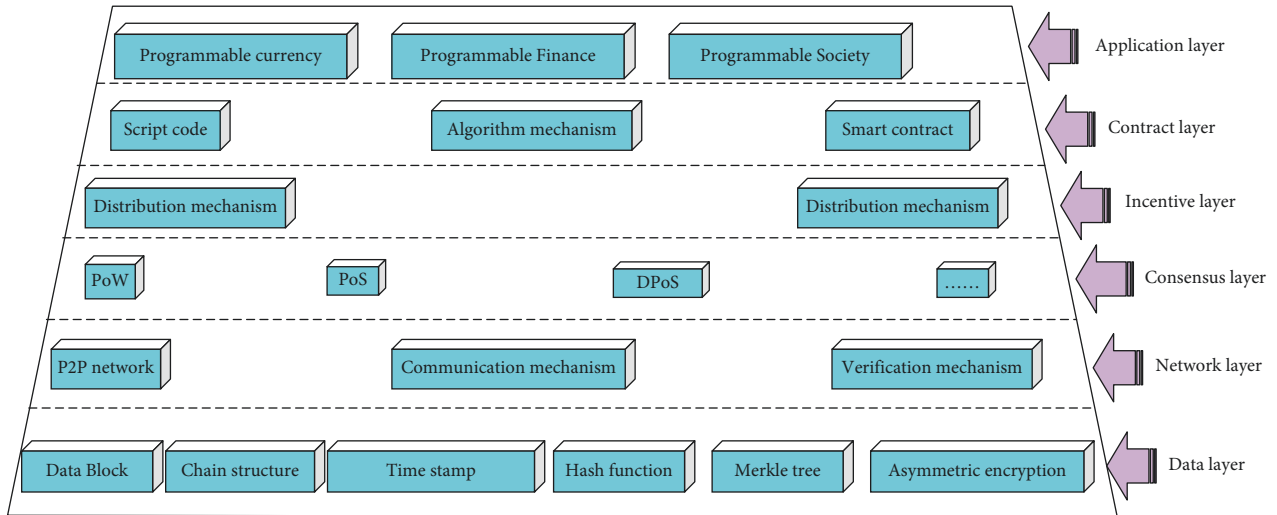 Programmable currency
Programmable Finance
Programmable Society
Application layer
Script code
Algorithm mechanism
Smart contract
Contract layer
Distribution mechanism
Distribution mechanism
Incentive layer
PoW
PoS
DPoS
......
Consensus layer
P2P network
Communication mechanism
Verification mechanism
Network layer
Data Block
Chain structure
Time stamp
Hash function
Merkle tree
Asymmetric encryption
Data layer